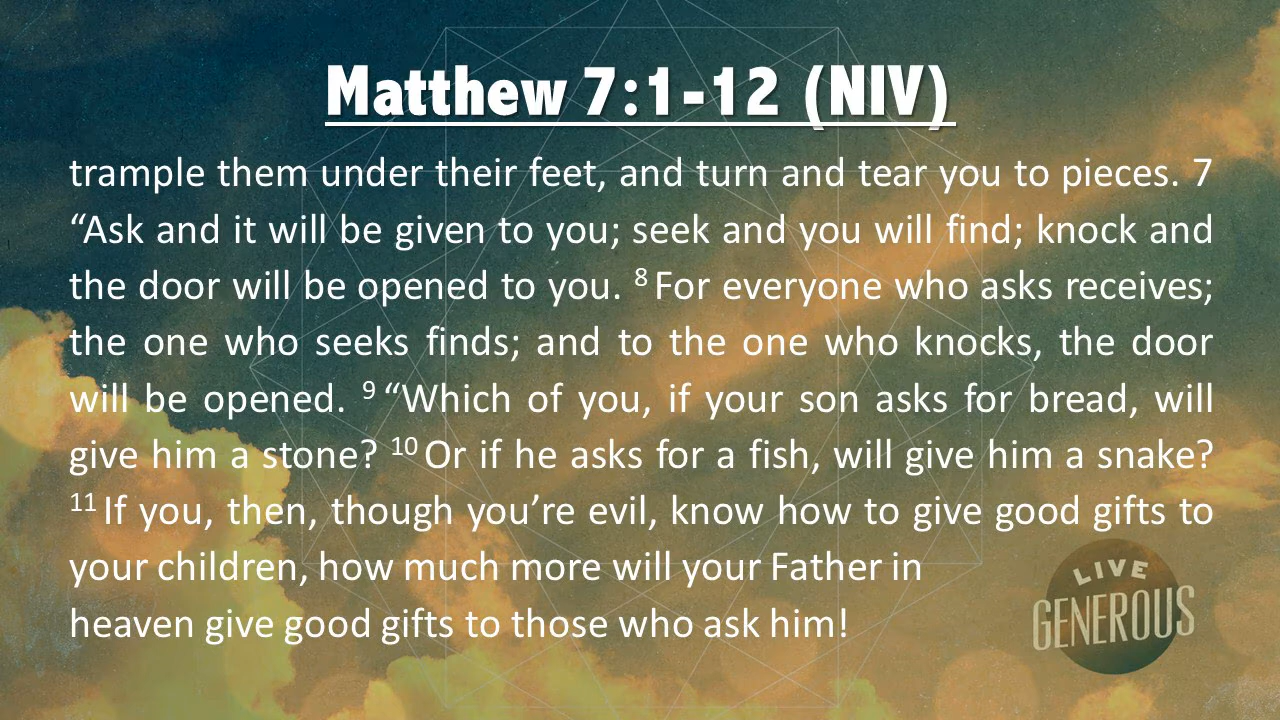 Matthew 7:1-12 (NIV)
trample them under their feet, and turn and tear you to pieces. 7
“Ask and it will be given to you; seek and you will find; knock and
the door will be opened to you. 8 For everyone who asks receives;
the one who seeks finds; and to the one who knocks, the door
will be opened. 9 “Which of you, if your son asks for bread, will
give him a stone? 10 Or if he asks for a fish, will give him a snake?
11 If you, then, though you’re evil, know how to give good gifts to
your children, how much more will your Father in
heaven give good gifts to those who ask him!
LIVE
GENEROUS